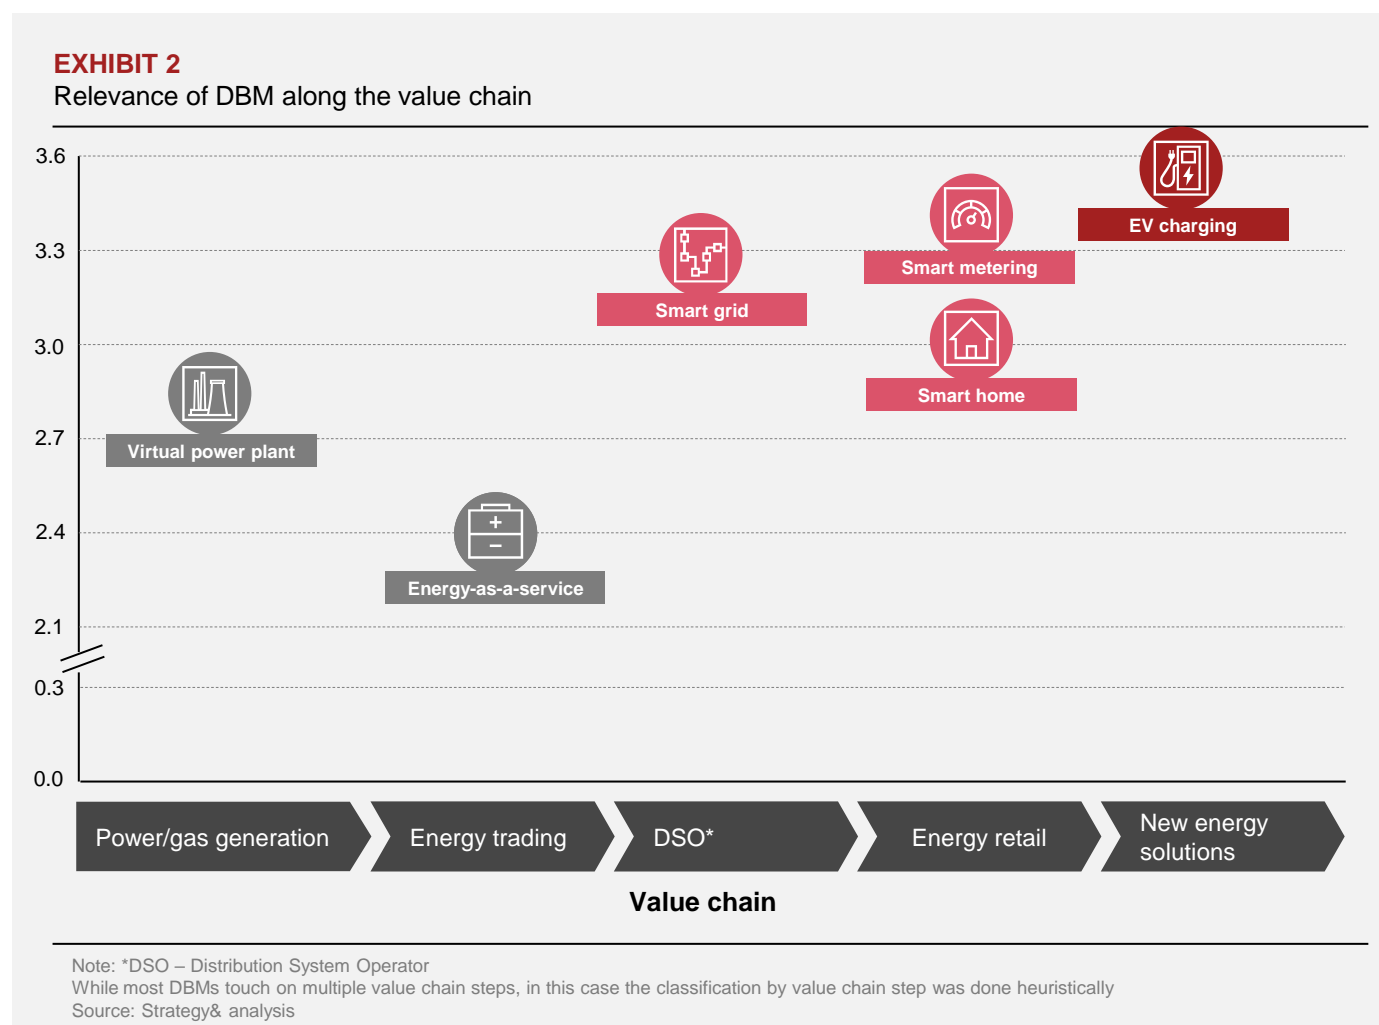 EXHIBIT 2
Relevance of DBM along the value chain
3.6
EV charging
3.3
Smart metering
Smart grid
3.0
Smart home
2.7
Virtual power plant
2.4
Energy-as-a-service
2.1
0.3
0.0
Power/gas generation
Energy trading
DSO*
Energy retail
New energy
solutions
Value chain
Note: *DSO – Distribution System Operator
While most DBMs touch on multiple value chain steps, in this case the classification by value chain step was done heuristically
Source: Strategy& analysis